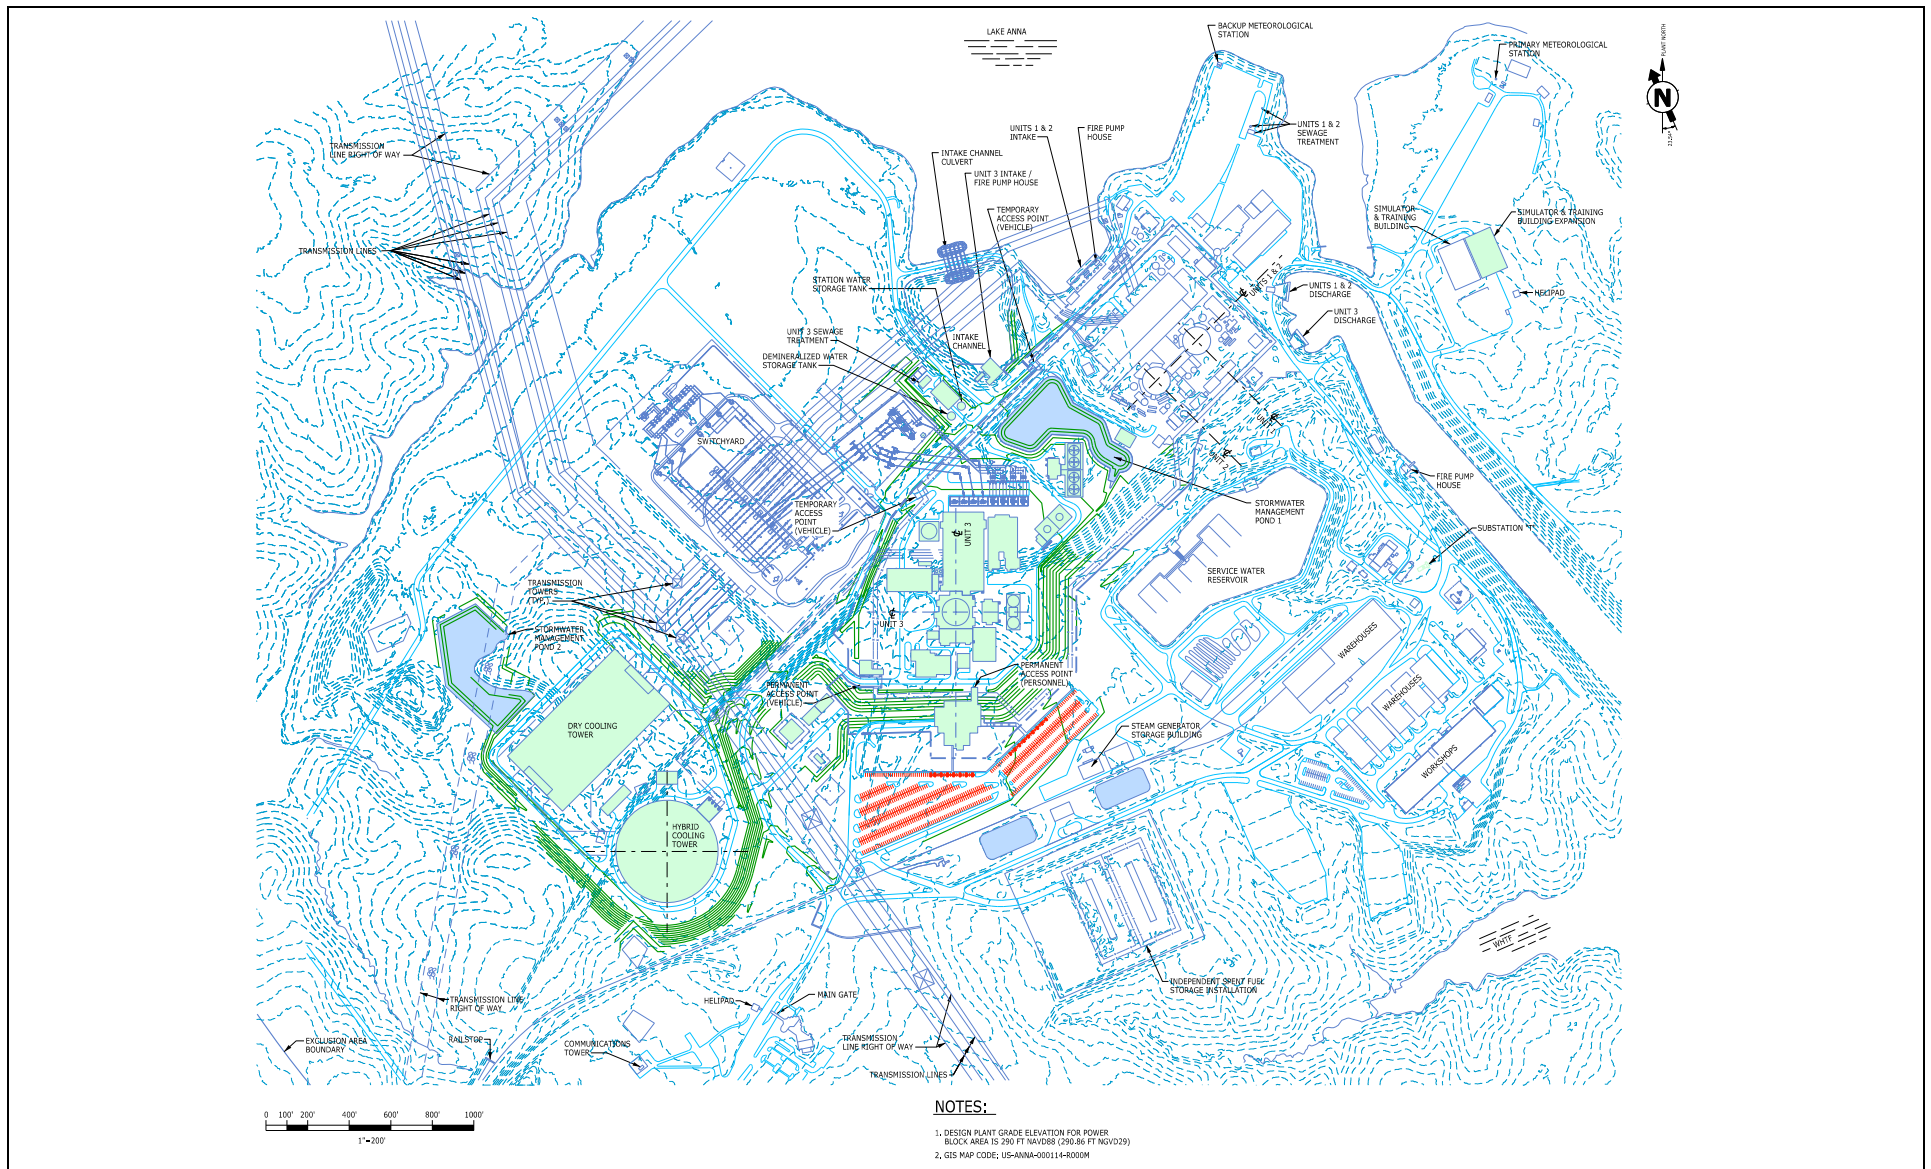 LAKE ANNA
BACKUP METEOROLOGICAL
STATION
PRIMARY METEOROLOGICAL
STATION
PLANT NORTH
N
TRANSMISSION
LINE RIGHT OF WAY
INTAKE CHANNEL
CULVERT
UNITS 1 & 2
INTAKE
FIRE PUMP
HOUSE
UNITS 1 & 2
SEWAGE
TREATMENT
UNIT 3 INTAKE /
FIRE PUMP HOUSE
TEMPORARY
ACCESS POINT
(VEHICLE)
SIMULATOR
& TRAINING
BUILDING
SIMULATOR & TRAINING
BUILDING EXPANSION
TRANSMISSION LINES
STATION WATER
STORAGE TANK
UNITS 1 & 2
UNITS 1 & 2
DISCHARGE
HELIPAD
UNIT 3
DISCHARGE
UNIT 3 SEWAGE
TREATMENT
INTAKE
CHANNEL
DEMINERALIZED WATER
STORAGE TANK
SWITCHYARD
UNIT 2
FIRE PUMP
HOUSE
TEMPORARY
ACCESS
POINT
(VEHICLE)
STORMWATER
MANAGEMENT
POND 1
UNIT 3
SUBSTATION "T"
SERVICE WATER
RESERVOIR
TRANSMISSION
TOWERS
(TYP.)
UNIT 3
STORMWATER
MANAGEMENT
POND 2
WAREHOUSES
PERMANENT
ACCESS POINT
(PERSONNEL)
PERMANENT
ACCESS POINT
(VEHICLE)
WAREHOUSES
DRY COOLING
TOWER
STEAM GENERATOR
STORAGE BUILDING
WORKSHOPS
HYBRID
COOLING
TOWER
WHTF
INDEPENDENT SPENT FUEL
STORAGE INSTALLATION
TRANSMISSION LINE
RIGHT OF WAY
HELIPAD
MAIN GATE
EXCLUSION AREA
BOUNDARY
RAILSTOP
COMMUNICATIONS
TOWER
TRANSMISSION
LINE RIGHT OF WAY
TRANSMISSION LINES
0 100' 200' 400' 600' 800' 1000'
1"=200'
NOTES:
1. DESIGN PLANT GRADE ELEVATION FOR POWER
BLOCK AREA IS 290 FT NAVD88 (290.86 FT NGVD29)
2. GIS MAP CODE: US-ANNA-000114-R000M